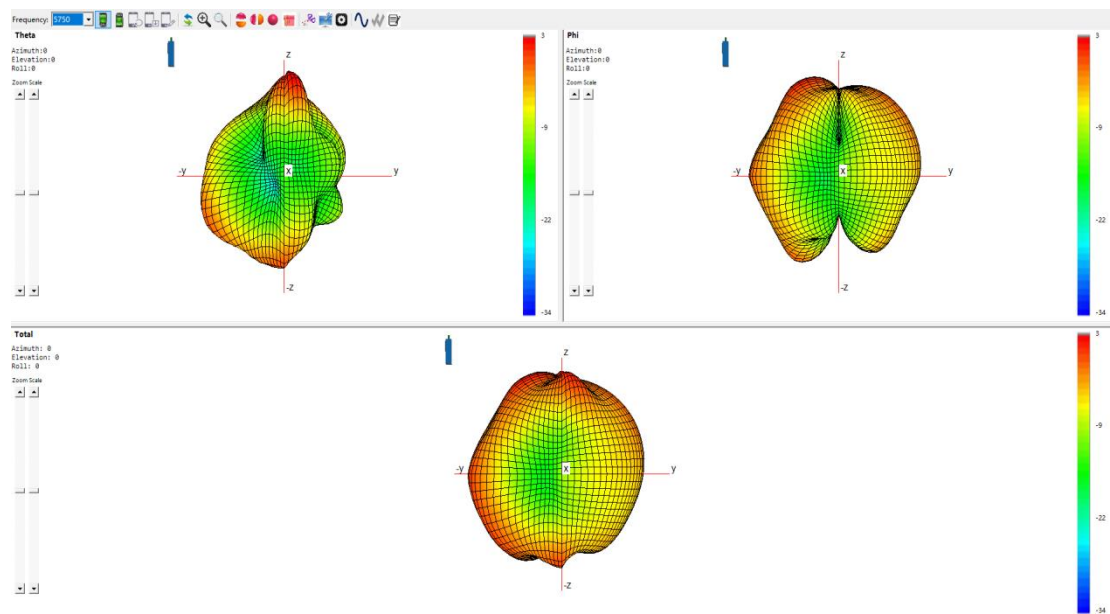 Frequency: 5750
Theta
Azimuth:0
Elevation:0
Roll:0
Zoom Scale
z
-y
X
y
-z
3
-9
-22
-34
Phi
Azimuth:0
Elevation:0
Roll:0
Zoom Scale
z
-y
X
y
-z
3
-9
-22
-34
Total
Azimuth: 0
Elevation: 0
Roll: 0
Zoom Scale
z
-y
X
y
-z
3
-9
-22
-34